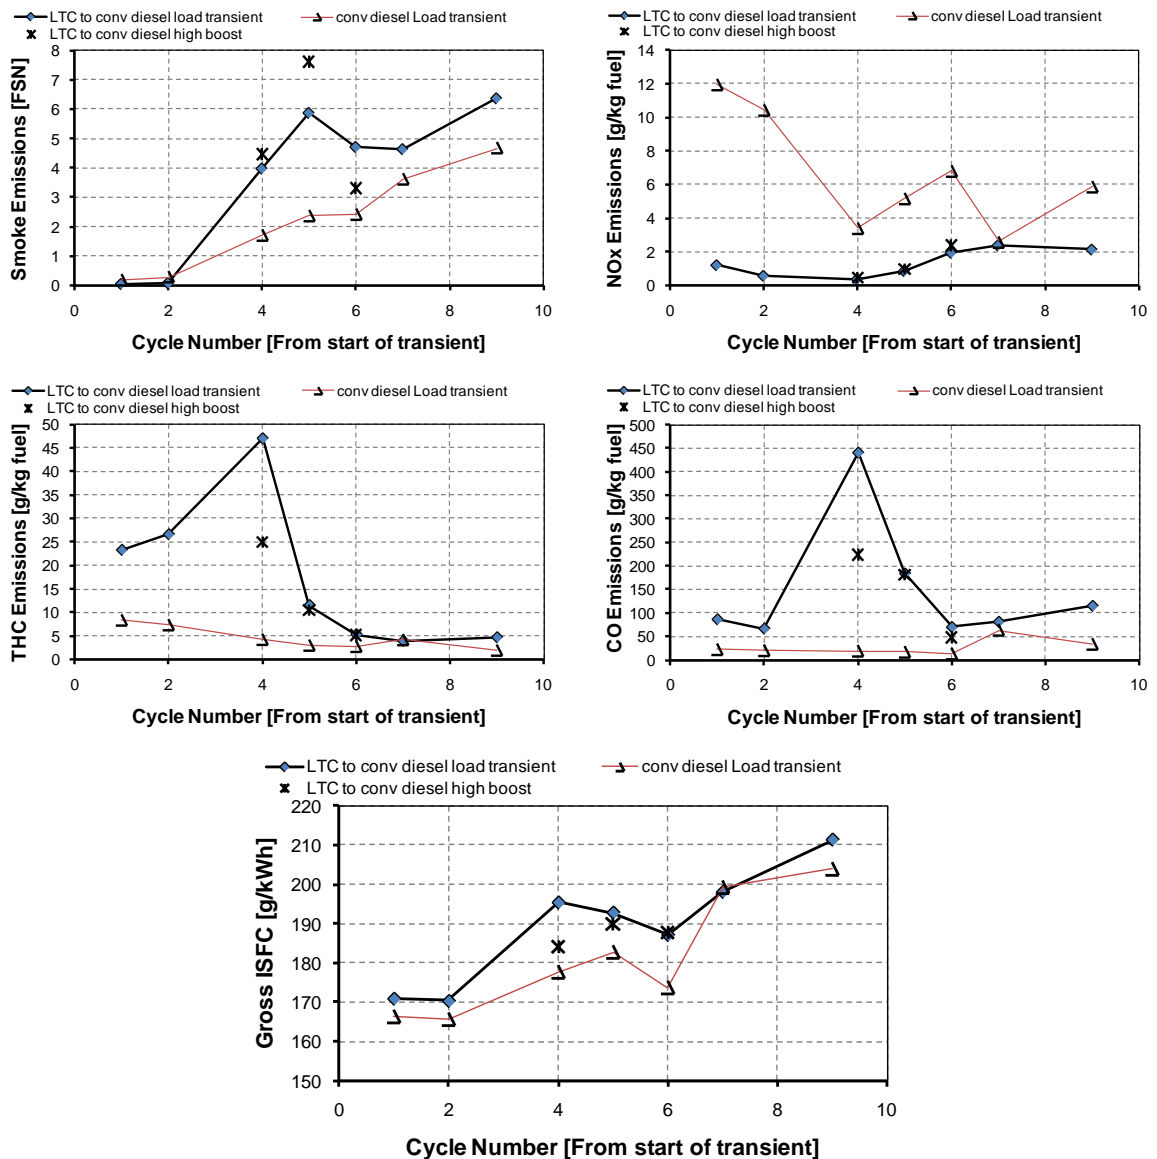 LTC to conv diesel load transient conv diesel Load transient
LTC to conv diesel high boost
Smoke Emissions [FSN]
8
7
6
5
4
3
2
1
0
0 2 4 6 8 10
Cycle Number [From start of transient]
LTC to conv diesel load transient conv diesel Load transient
LTC to conv diesel high boost
NOx Emissions [g/kg fuel]
14
12
10
8
6
4
2
0
0 2 4 6 8 10
Cycle Number [From start of transient]
LTC to conv diesel load transient conv diesel Load transient
LTC to conv diesel high boost
THC Emissions [g/kg fuel]
50
45
40
35
30
25
20
15
10
5
0
0 2 4 6 8 10
Cycle Number [From start of transient]
LTC to conv diesel load transient conv diesel Load transient
LTC to conv diesel high boost
CO Emissions [g/kg fuel]
500
450
400
350
300
250
200
150
100
50
0
0 2 4 6 8 10
Cycle Number [From start of transient]
LTC to conv diesel load transient conv diesel Load transient
LTC to conv diesel high boost
Gross ISFC [g/kWh]
220
210
200
190
180
170
160
150
0 2 4 6 8 10
Cycle Number [From start of transient]